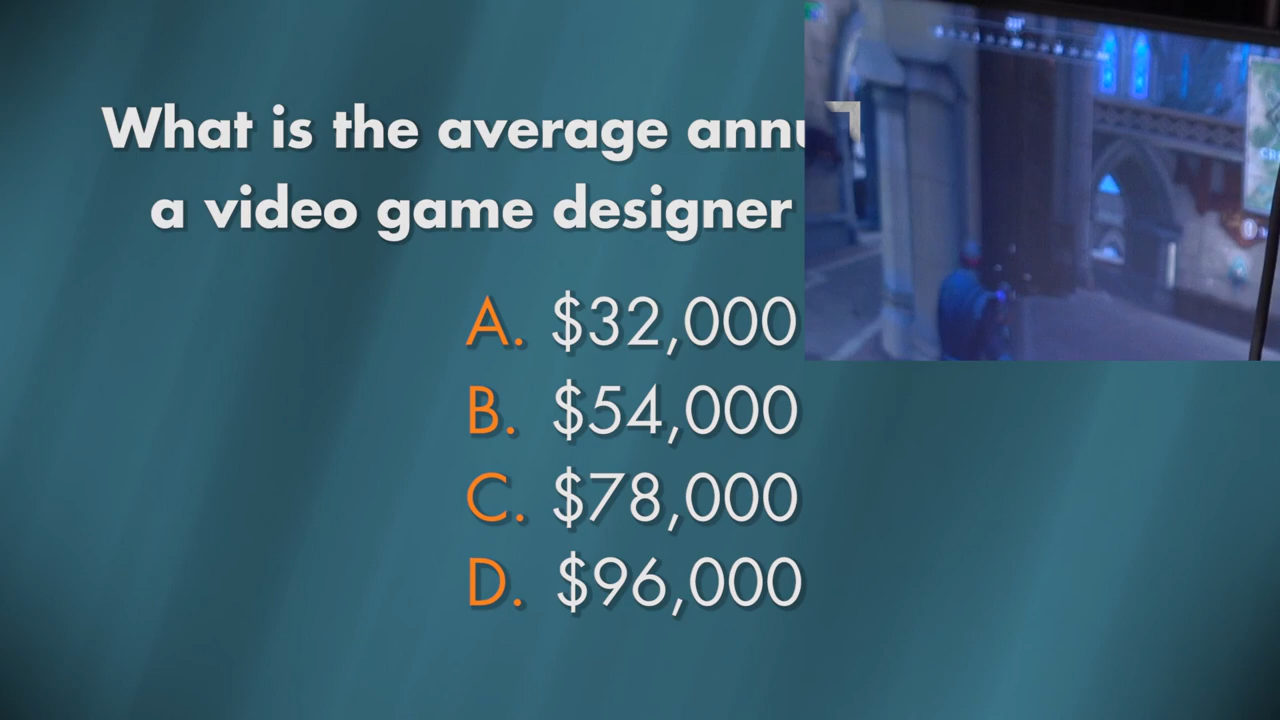 What is the average annu
a video game designer
A. $32,000
B. $54,000
C. $78,000
D. $96,000